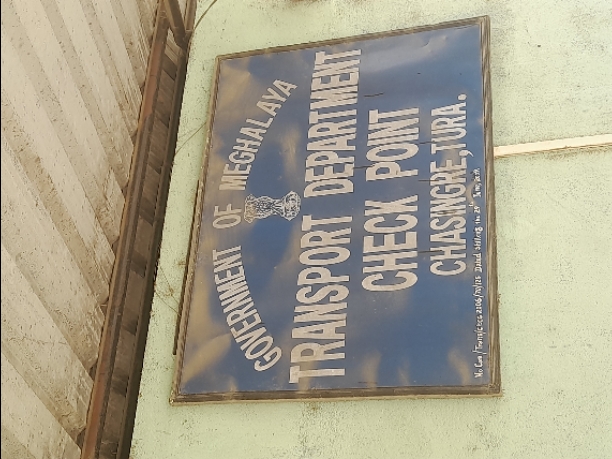 GOVERNMENT OF MEGHALAYA
TRANSPORT DEPARTMENT
CHECK POINT
CHASINGRE,TURA.